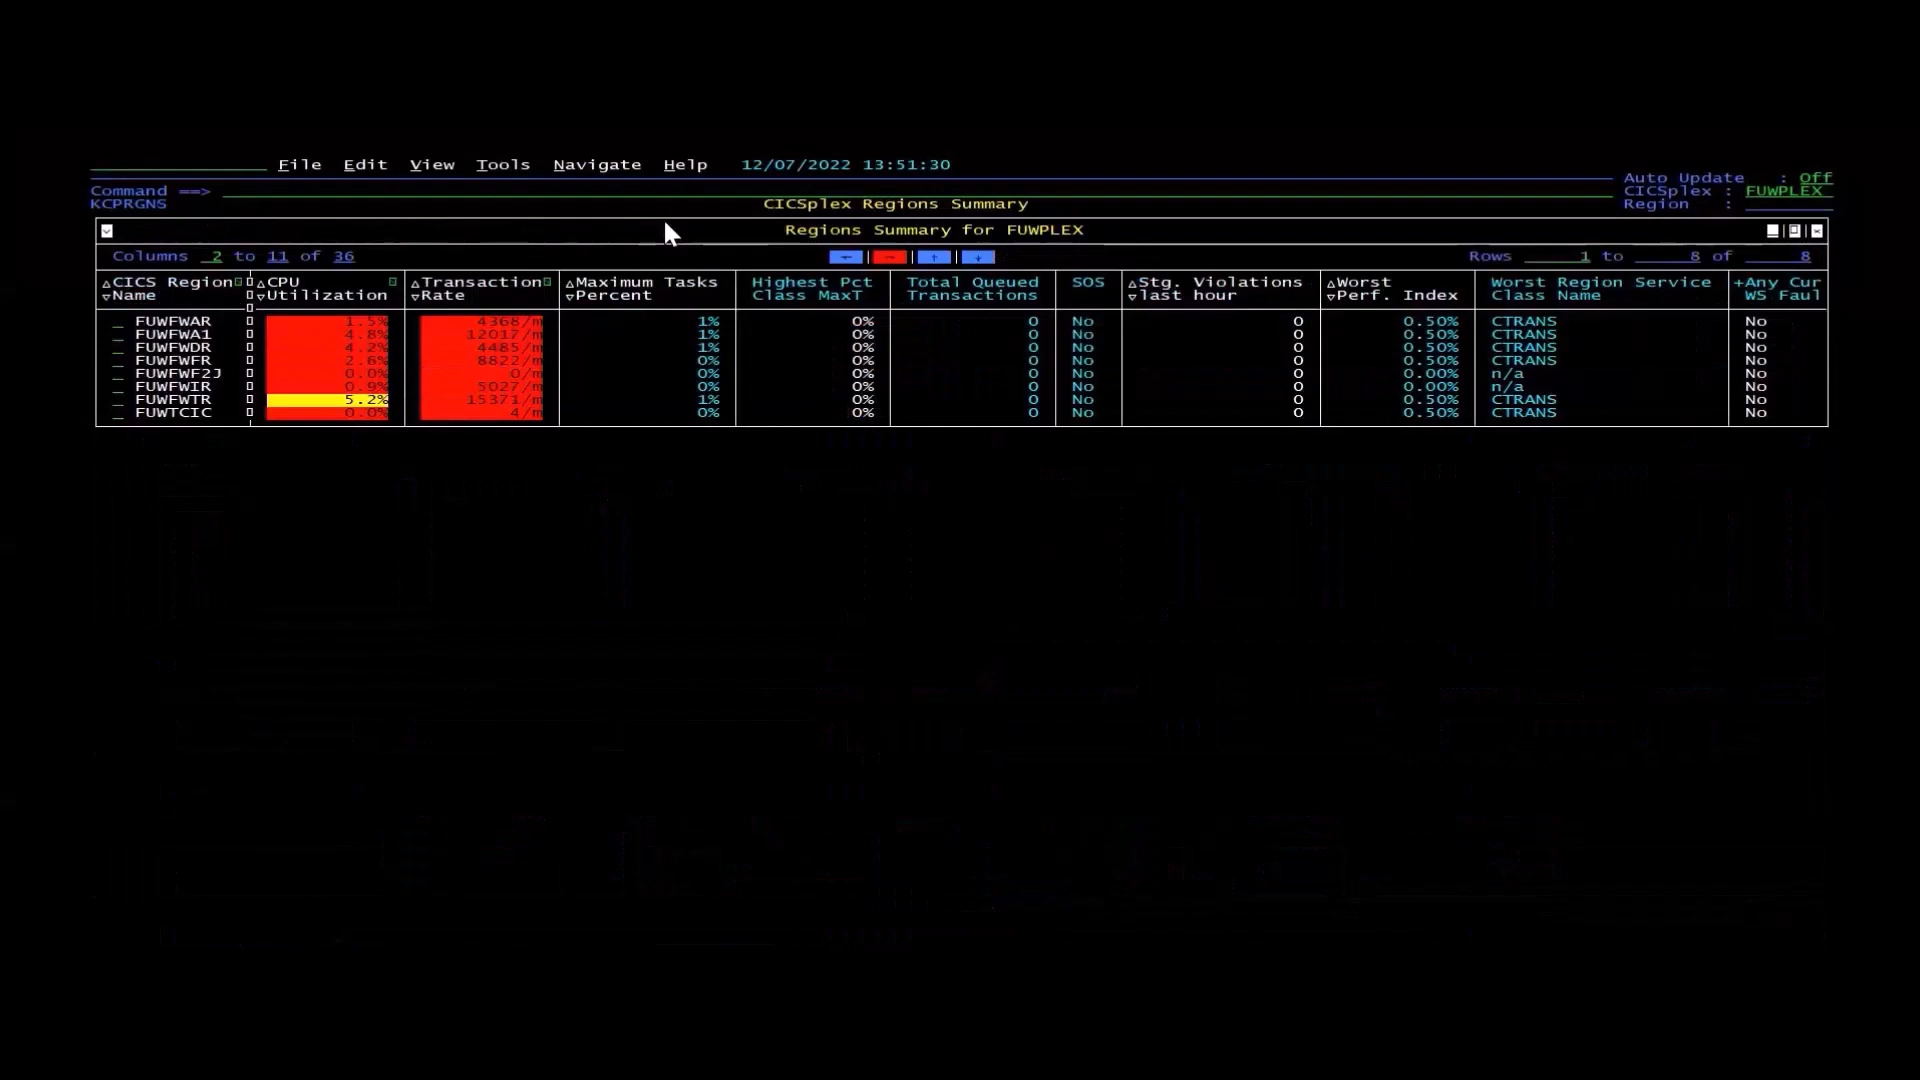 File Edit View Tools Navigate Help 12/07/2022 13:51:30
Auto Update : Off
Command ==>
CICSplex : FUWPLEX
KCPRGNS CICSplex Regions Summary Region :
Regions Summary for FUWPLEX
Columns 2 to 11 of 36 ← → ↑ ↓ Rows 1 to 8 of 8
△CICS Region △CPU △Transaction △Maximum Tasks Highest Pct Total Queued SOS △Stg. Violations △Worst Worst Region Service +Any Cur
▽Name ▽Utilization ▽Rate ▽Percent Class MaxT Transactions ▽last hour ▽Perf. Index Class Name WS Faul
_ FUWFWAR 1.5% 4368/m 1% 0% 0 No 0 0.50% CTRANS No
_ FUWFWA1 4.8% 12017/m 1% 0% 0 No 0 0.50% CTRANS No
_ FUWFWDR 4.2% 4485/m 1% 0% 0 No 0 0.50% CTRANS No
_ FUWFWFR 2.6% 8822/m 0% 0% 0 No 0 0.50% CTRANS No
_ FUWFWF2J 0.0% 0/m 0% 0% 0 No 0 0.00% n/a No
_ FUWFWIR 0.9% 5027/m 0% 0% 0 No 0 0.00% n/a No
_ FUWFWTR 5.2% 15371/m 1% 0% 0 No 0 0.50% CTRANS No
_ FUWTCIC 0.0% 4/m 0% 0% 0 No 0 0.50% CTRANS No